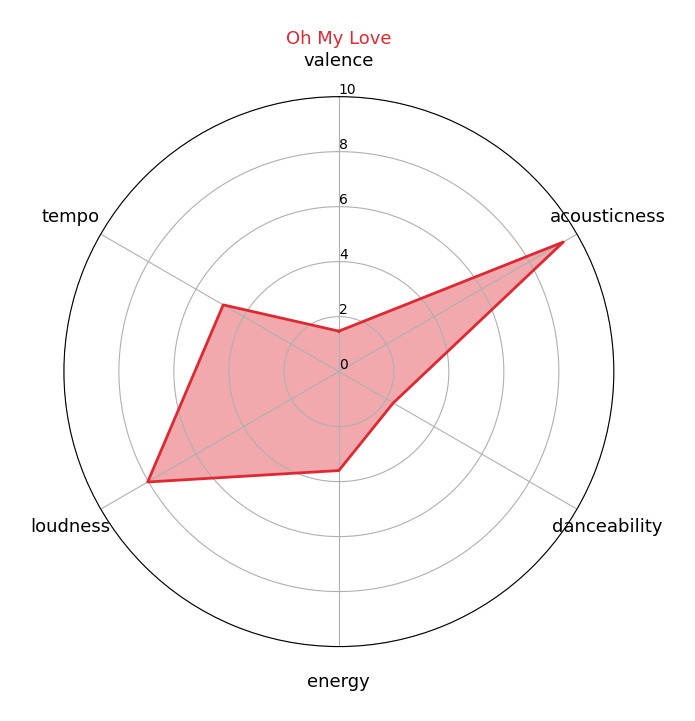 Oh My Love
valence
10
8
tempo
acousticness
6
4
2
0
loudness
danceability
energy